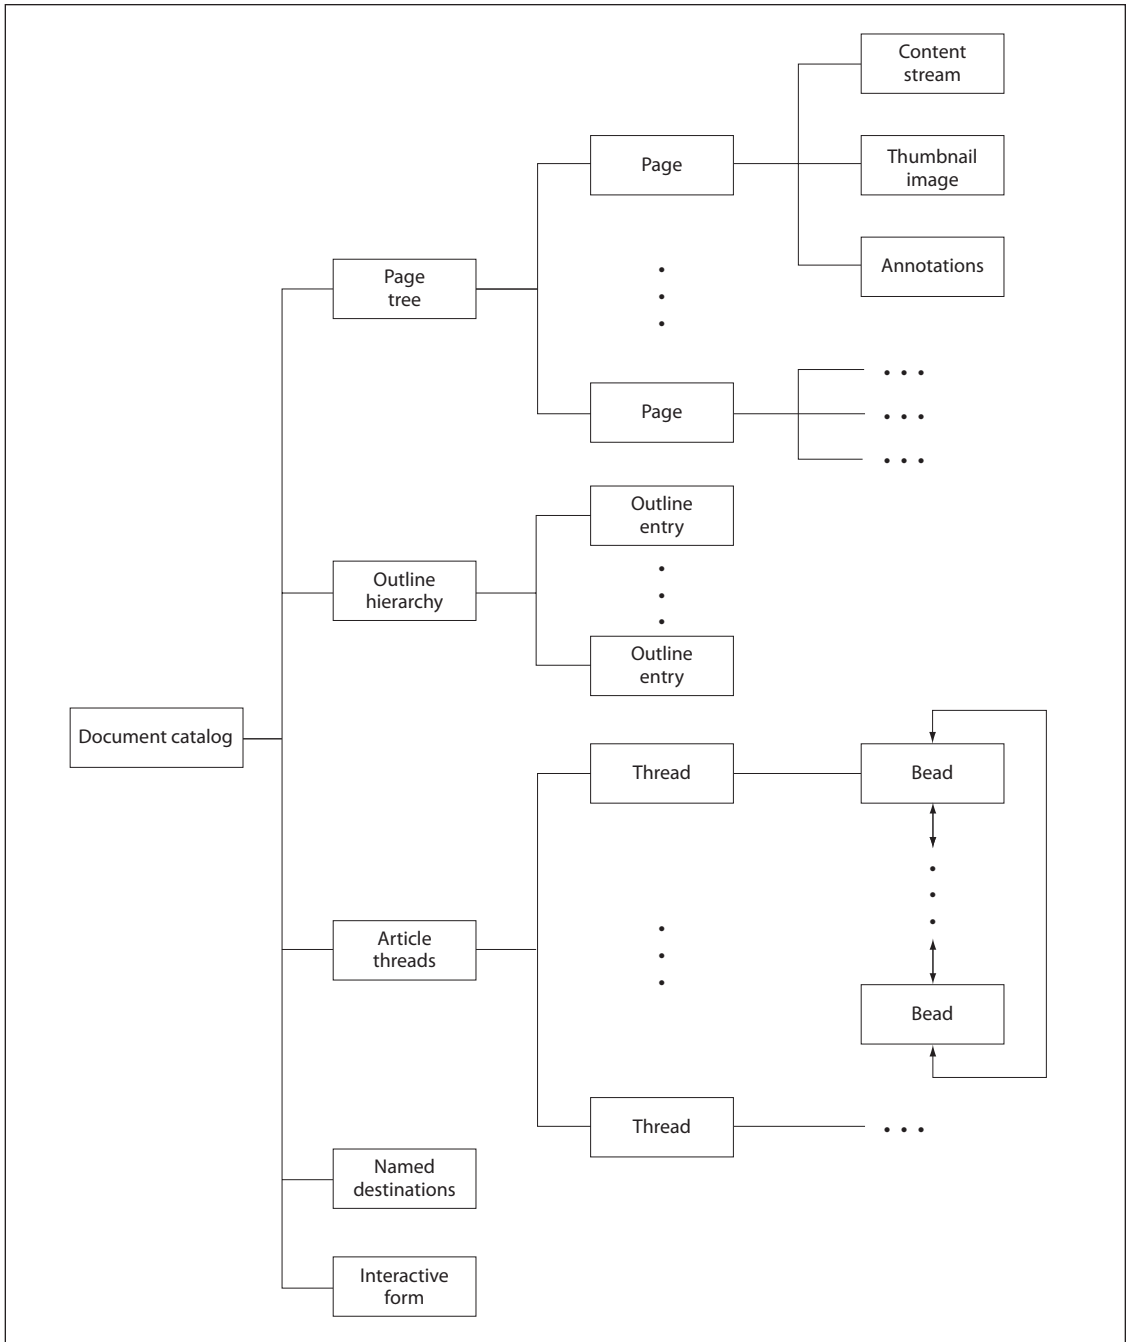 Content
stream
Page
Thumbnail
image
Page
tree
Annotations
• • •
Page
• • •
• • •
Outline
entry
Outline
hierarchy
Outline
entry
Document catalog
Thread
Bead
Article
threads
Bead
Thread
• • •
Named
destinations
Interactive
form